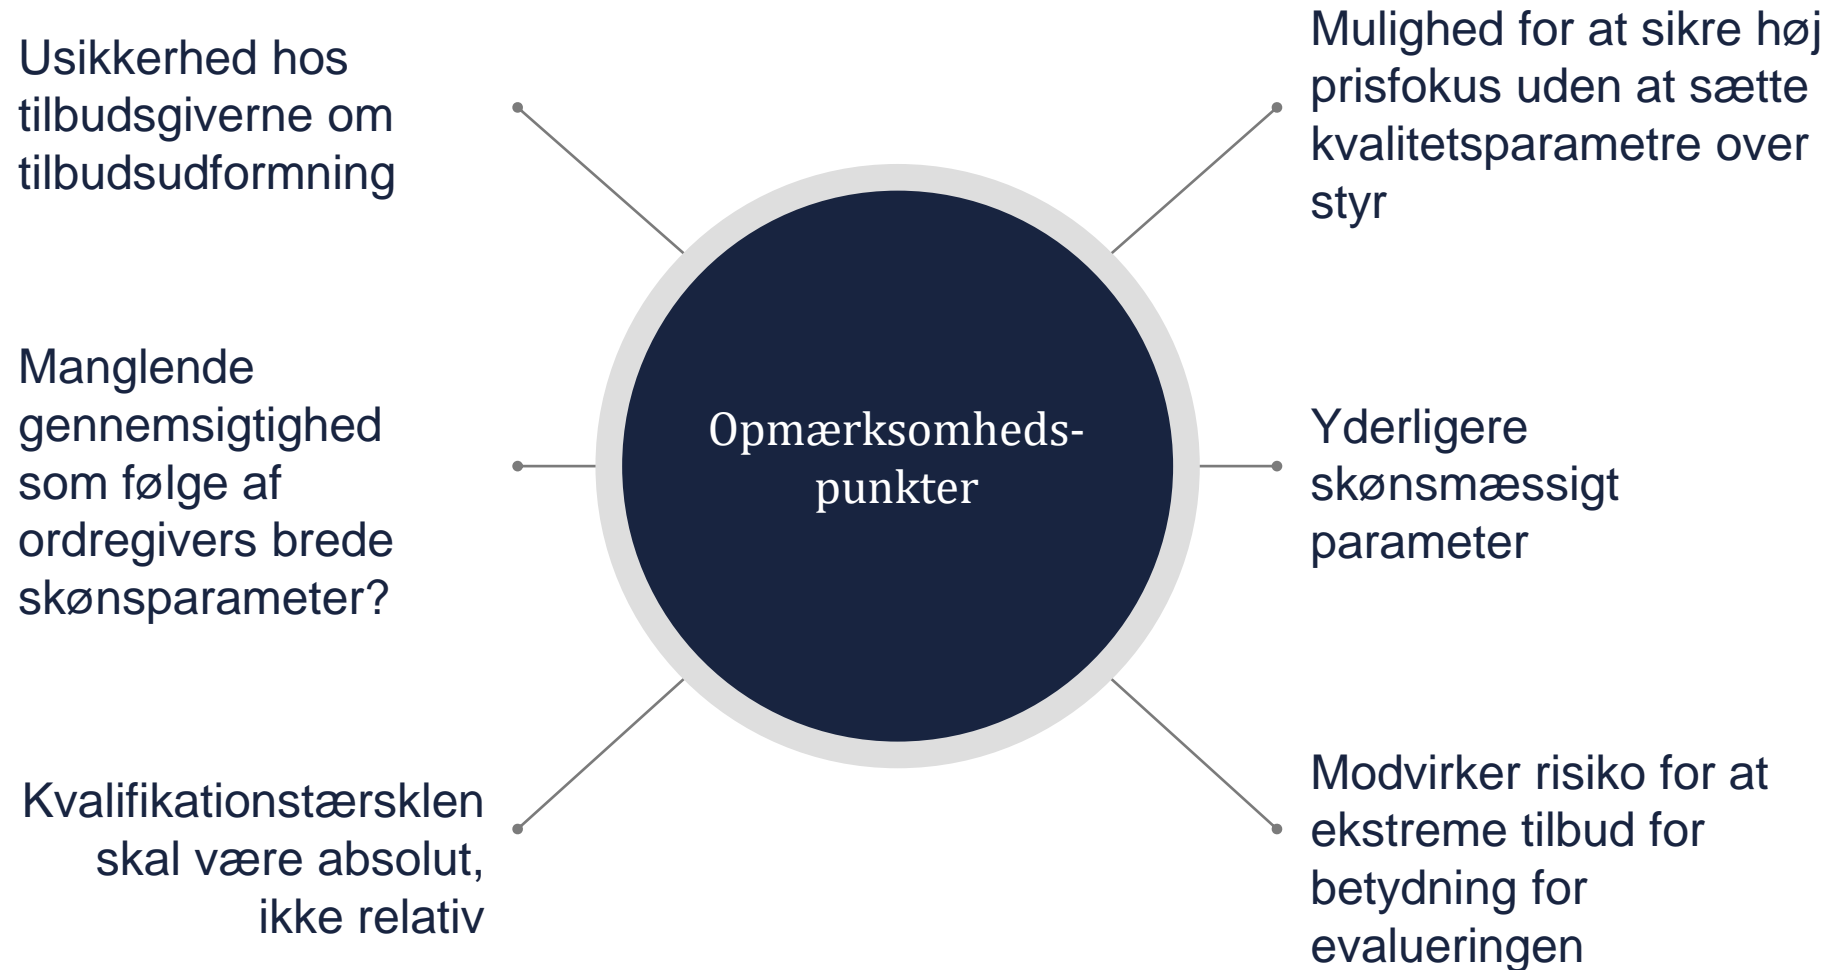 Usikkerhed hos
tilbudsgiverne om
tilbudsudformning
Manglende
gennemsigtighed
som følge af
ordregivers brede
skønsparameter?
Kvalifikationstærsklen
skal være absolut,
ikke relativ
Opmærksomheds-
punkter
Mulighed for at sikre høj
prisfokus uden at sætte
kvalitetsparametre over
styr
Yderligere
skønsmæssigt
parameter
Modvirker risiko for at
ekstreme tilbud for
betydning for
evalueringen